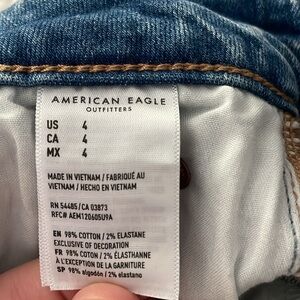 AMERICAN EAGLE
OUTFITTERS
US 4
CA 4
MX 4
MADE IN VIETNAM / FABRIQUÉ AU
VIETNAM / HECHO EN VIETNAM
RN 54485/CA 03873
RFC# AEM120605U9A
EN 98% COTTON / 2% ELASTANE
EXCLUSIVE OF DECORATION
FR 98% COTON / 2% ÉLASTHANNE
À L'EXCEPTION DE LA GARNITURE
SP 98% algodón / 2% elastano